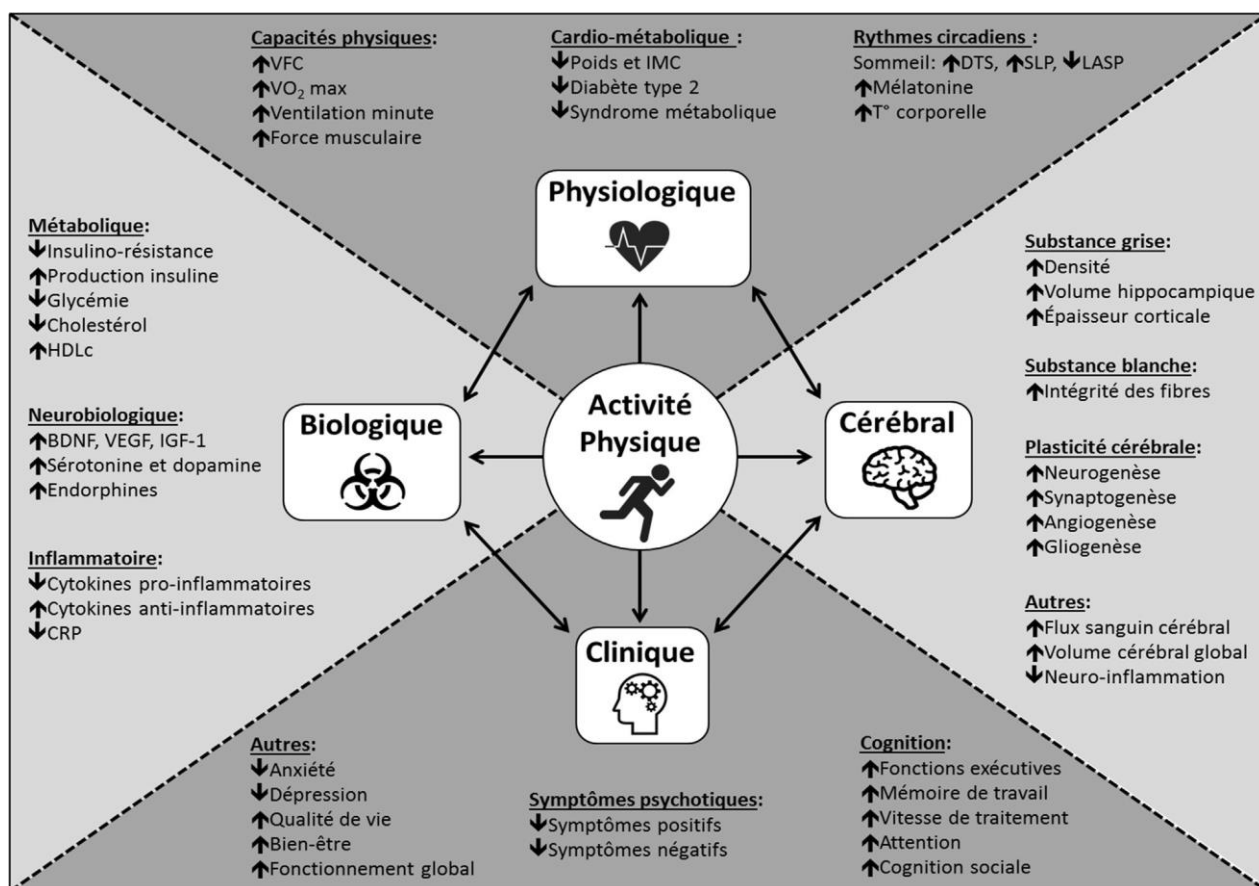 Capacités physiques:
↑VFC
↑VO₂ max
↑Ventilation minute
↑Force musculaire
Cardio-métabolique :
↓Poids et IMC
↓Diabète type 2
↓Syndrome métabolique
Rythmes circadiens :
Sommeil: ↑DTS, ↑SLP, ↓LASP
↑Mélatonine
↑T° corporelle
Physiologique
Métabolique:
↓Insulino-résistance
↑Production insuline
↓Glycémie
↓Cholestérol
↑HDLc
Neurobiologique:
↑BDNF, VEGF, IGF-1
↑Sérotonine et dopamine
↑Endorphines
Inflammatoire:
↓Cytokines pro-inflammatoires
↑Cytokines anti-inflammatoires
↓CRP
Biologique
Activité
Physique
Cérébral
Substance grise:
↑Densité
↑Volume hippocampique
↑Épaisseur corticale
Substance blanche:
↑Intégrité des fibres
Plasticité cérébrale:
↑Neurogenèse
↑Synaptogenèse
↑Angiogenèse
↑Gliogenèse
Autres:
↑Flux sanguin cérébral
↑Volume cérébral global
↓Neuro-inflammation
Clinique
Autres:
↓Anxiété
↓Dépression
↑Qualité de vie
↑Bien-être
↑Fonctionnement global
Symptômes psychotiques:
↓Symptômes positifs
↓Symptômes négatifs
Cognition:
↑Fonctions exécutives
↑Mémoire de travail
↑Vitesse de traitement
↑Attention
↑Cognition sociale